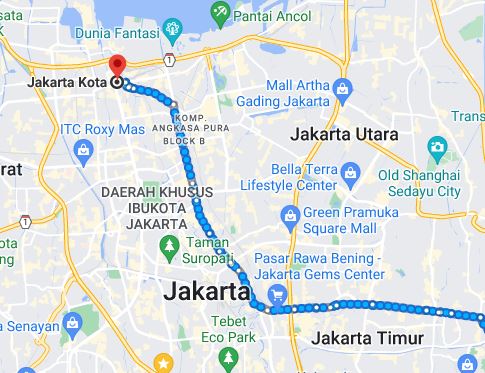 Pantai Ancol
Dunia Fantasi
1
Jakarta Kota
Mall Artha
Gading Jakarta
KOMP.
ANGKASA PURA
BLOCK B
ITC Roxy Mas
Jakarta Utara
Old Shanghai
Sedayu City
Bella Terra
Lifestyle Center
DAERAH KHUSUS
IBUKOTA
JAKARTA
Green Pramuka
Square Mall
1
Taman
Suropati
Pasar Rawa Bening -
Jakarta Gems Center
Jakarta
a Senayan
Tebet
Eco Park
Jakarta Timur